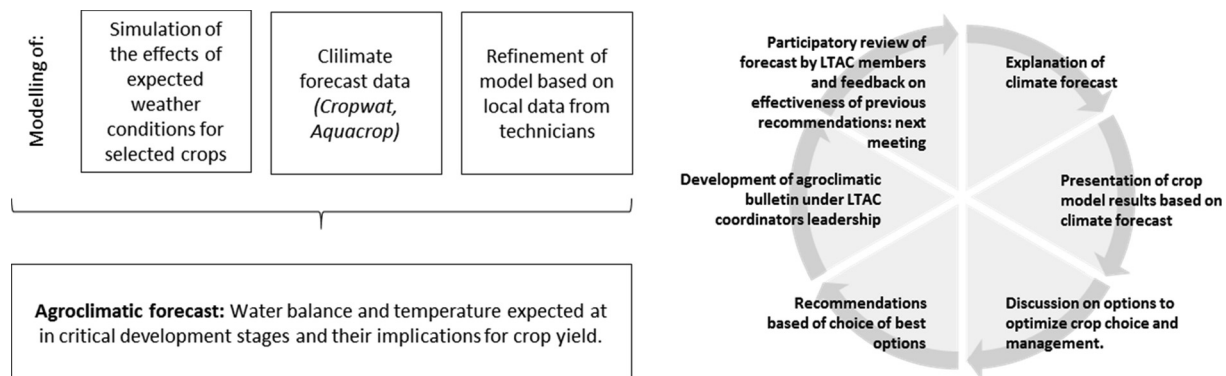 Modelling of:
Simulation of
the effects of
expected
weather
conditions for
selected crops
Clilimate
forecast data
(Cropwat,
Aquacrop)
Refinement of
model based on
local data from
technicians
Agroclimatic forecast: Water balance and temperature expected at
in critical development stages and their implications for crop yield.
Explanation of
climate forecast
Presentation of crop
model results based on
climate forecast
Discussion on options to
optimize crop choice and
management.
Recommendations
based of choice of best
options
Development of agroclimatic
bulletin under LTAC
coordinators leadership
Participatory review of
forecast by LTAC members
and feedback on
effectiveness of previous
recommendations: next
meeting